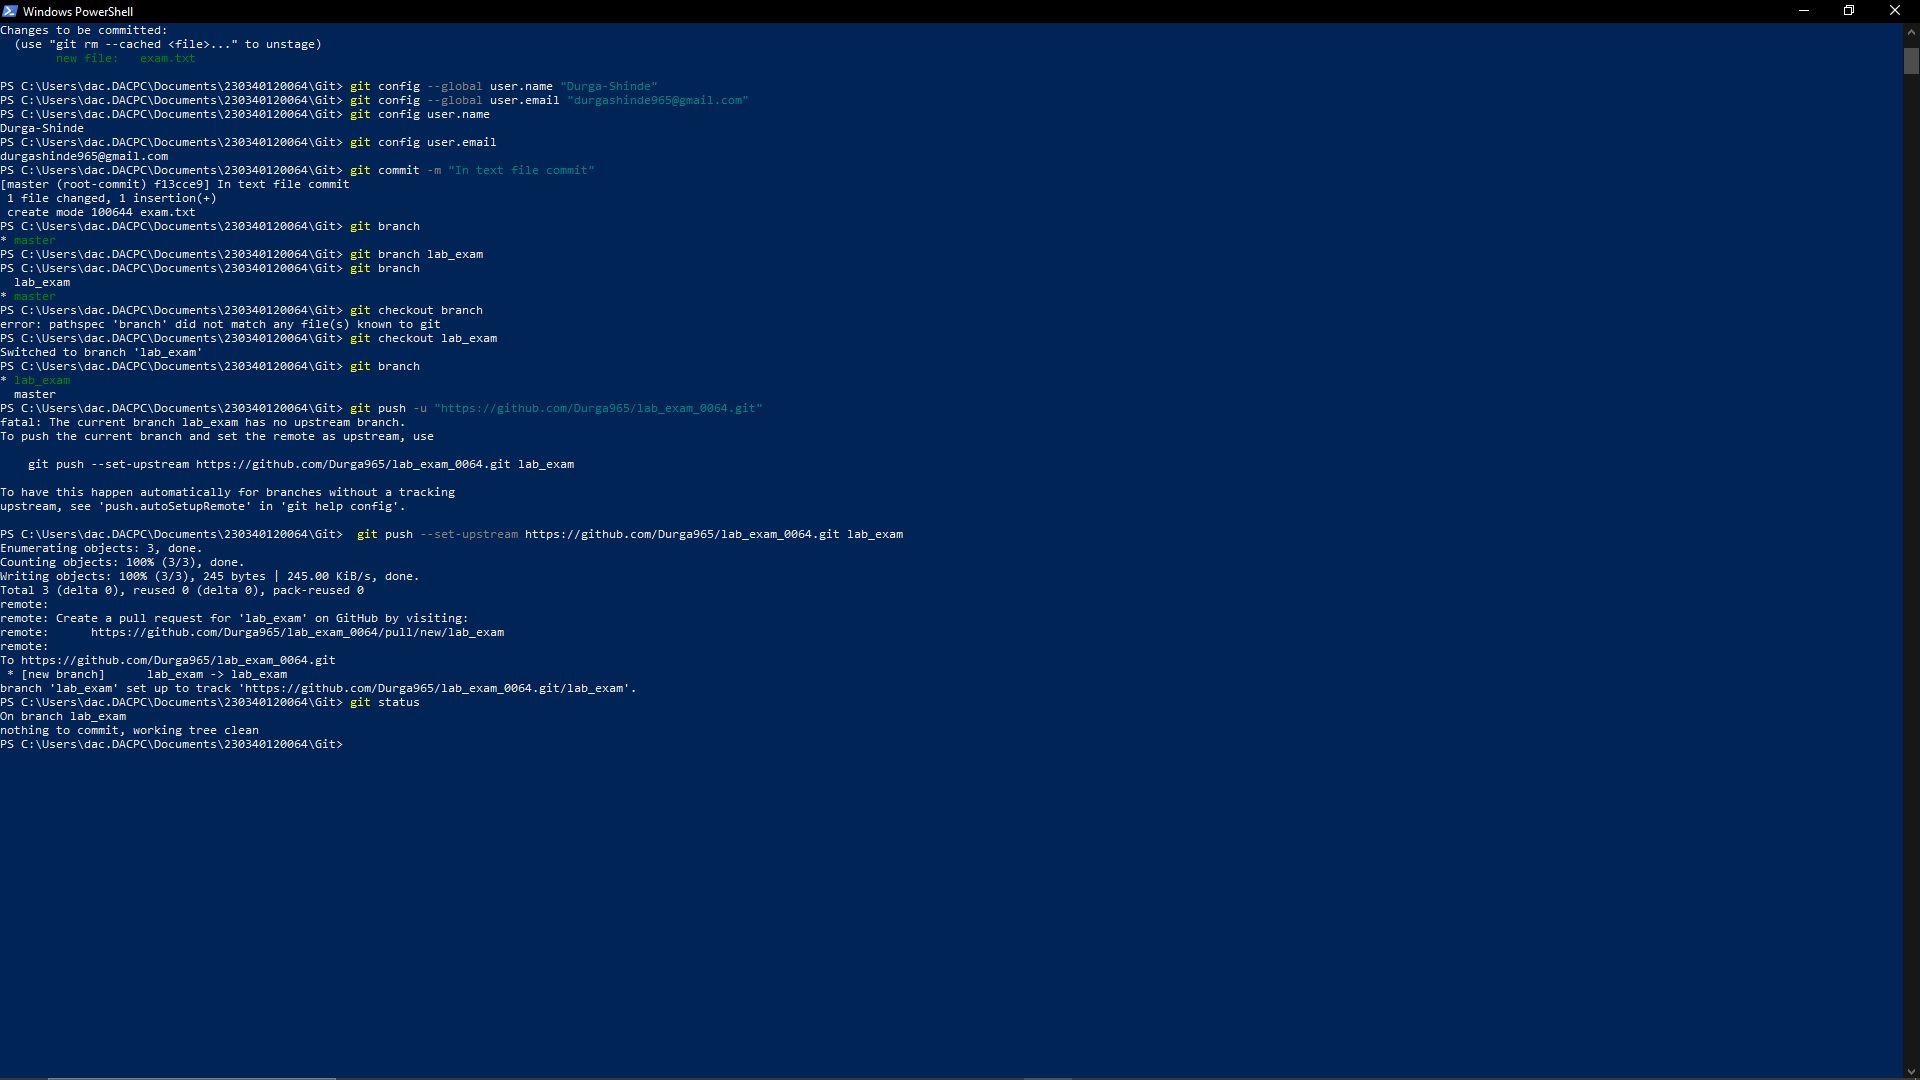 Windows PowerShell
Changes to be committed:
  (use "git rm --cached <file>..." to unstage)
        new file:   exam.txt
PS C:\Users\dac.DACPC\Documents\230340120064\Git> git config --global user.name "Durga-Shinde"
PS C:\Users\dac.DACPC\Documents\230340120064\Git> git config --global user.email "durgashinde965@gmail.com"
PS C:\Users\dac.DACPC\Documents\230340120064\Git> git config user.name
Durga-Shinde
PS C:\Users\dac.DACPC\Documents\230340120064\Git> git config user.email
durgashinde965@gmail.com
PS C:\Users\dac.DACPC\Documents\230340120064\Git> git commit -m "In text file commit"
[master (root-commit) f13cce9] In text file commit
 1 file changed, 1 insertion(+)
 create mode 100644 exam.txt
PS C:\Users\dac.DACPC\Documents\230340120064\Git> git branch
* master
PS C:\Users\dac.DACPC\Documents\230340120064\Git> git branch lab_exam
PS C:\Users\dac.DACPC\Documents\230340120064\Git> git branch
  lab_exam
* master
PS C:\Users\dac.DACPC\Documents\230340120064\Git> git checkout branch
error: pathspec 'branch' did not match any file(s) known to git
PS C:\Users\dac.DACPC\Documents\230340120064\Git> git checkout lab_exam
Switched to branch 'lab_exam'
PS C:\Users\dac.DACPC\Documents\230340120064\Git> git branch
* lab_exam
  master
PS C:\Users\dac.DACPC\Documents\230340120064\Git> git push -u "https://github.com/Durga965/lab_exam_0064.git"
fatal: The current branch lab_exam has no upstream branch.
To push the current branch and set the remote as upstream, use
    git push --set-upstream https://github.com/Durga965/lab_exam_0064.git lab_exam
To have this happen automatically for branches without a tracking
upstream, see 'push.autoSetupRemote' in 'git help config'.
PS C:\Users\dac.DACPC\Documents\230340120064\Git>  git push --set-upstream https://github.com/Durga965/lab_exam_0064.git lab_exam
Enumerating objects: 3, done.
Counting objects: 100% (3/3), done.
Writing objects: 100% (3/3), 245 bytes | 245.00 KiB/s, done.
Total 3 (delta 0), reused 0 (delta 0), pack-reused 0
remote:
remote: Create a pull request for 'lab_exam' on GitHub by visiting:
remote:      https://github.com/Durga965/lab_exam_0064/pull/new/lab_exam
remote:
To https://github.com/Durga965/lab_exam_0064.git
 * [new branch]      lab_exam -> lab_exam
branch 'lab_exam' set up to track 'https://github.com/Durga965/lab_exam_0064.git/lab_exam'.
PS C:\Users\dac.DACPC\Documents\230340120064\Git> git status
On branch lab_exam
nothing to commit, working tree clean
PS C:\Users\dac.DACPC\Documents\230340120064\Git>